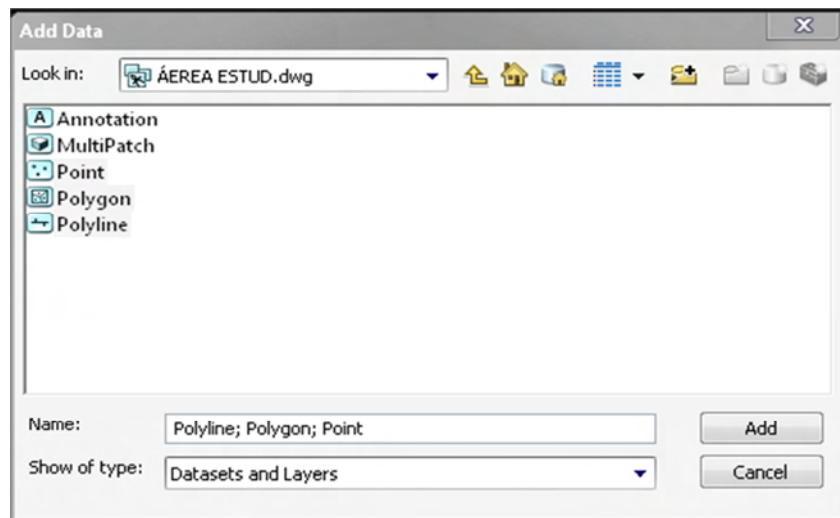 Add Data
Look in: ÁEREA ESTUD.dwg
A Annotation
MultiPatch
Point
Polygon
Polyline
Name: Polyline; Polygon; Point Add
Show of type: Datasets and Layers Cancel